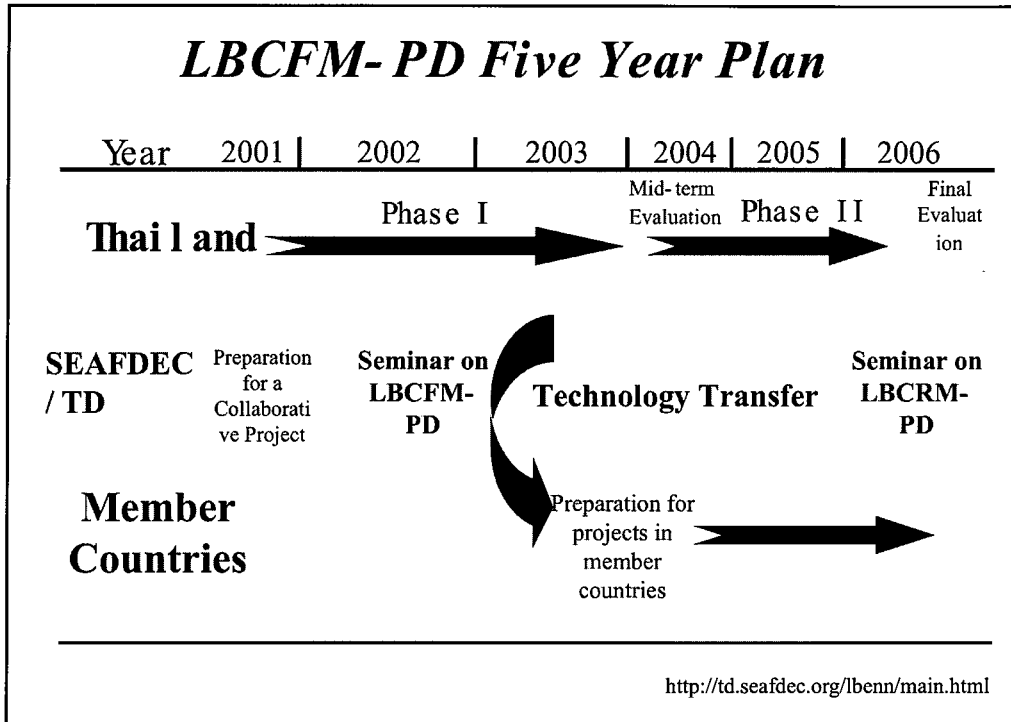 LBCFM- PD Five Year Plan
Year 2001 2002 2003 2004 2005 2006
Thailand
Phase I
Mid- term
Evaluation
Phase II
Final
Evaluat
ion
SEAFDEC
/ TD
Preparation
for a
Collaborati
ve Project
Seminar on
LBCFM-
PD
Technology Transfer
Seminar on
LBCRM-
PD
Member
Countries
Preparation for
projects in
member
countries
http://td.seafdec.org/lbenn/main.html